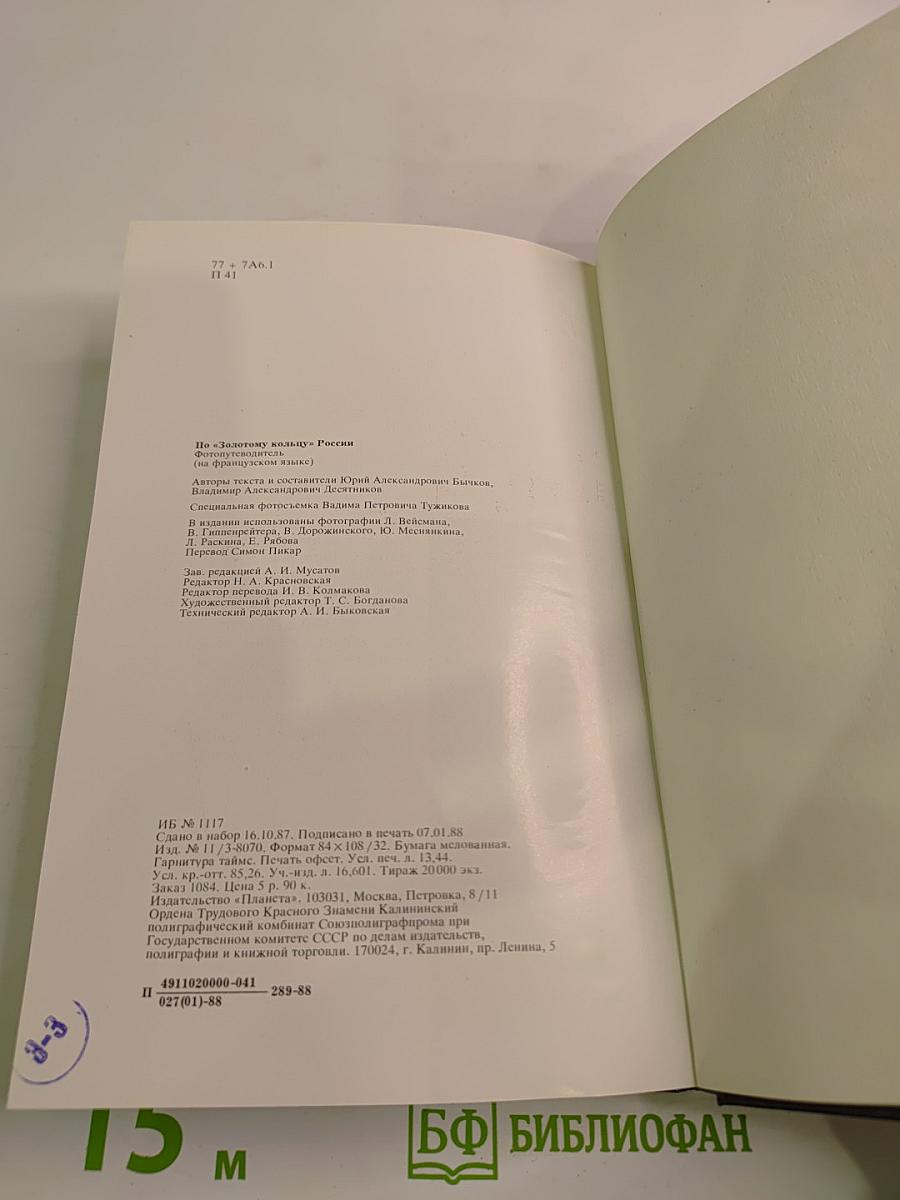 77 + 7А6.1
П 41
По «Золотому кольцу» России
Фотопутеводитель
(на французском языке)
Авторы текста и составители Юрий Александрович Бычков,
Владимир Александрович Десятников
Специальная фотосъемка Вадима Петровича Тужикова
В издании использованы фотографии Л. Вейсмана,
В. Гиппенрейтера, В. Дорожинского, Ю. Меснянкина,
Л. Раскина, Е. Рябова
Перевод Симон Пикар
Зав. редакцией А. И. Мусатов
Редактор Н. А. Красновская
Редактор перевода И. В. Колмакова
Художественный редактор Т. С. Богданова
Технический редактор А. И. Быковская
ИБ № 1117
Сдано в набор 16.10.87. Подписано в печать 07.01.88
Изд. № 11/3-8070. Формат 84×108/32. Бумага мелованная.
Гарнитура таймс. Печать офсет. Усл. печ. л. 13,44.
Усл. кр.-отт. 85,26. Уч.-изд. л. 16,601. Тираж 20000 экз.
Заказ 1084. Цена 5 р. 90 к.
Издательство «Планета». 103031, Москва, Петровка, 8/11
Ордена Трудового Красного Знамени Калининский
полиграфический комбинат Союзполиграфпрома при
Государственном комитете СССР по делам издательств,
полиграфии и книжной торговли. 170024, г. Калинин, пр. Ленина, 5
П 4911020000-041 289-88
027(01)-88
3-3
15 м
БФ БИБЛИОФАН